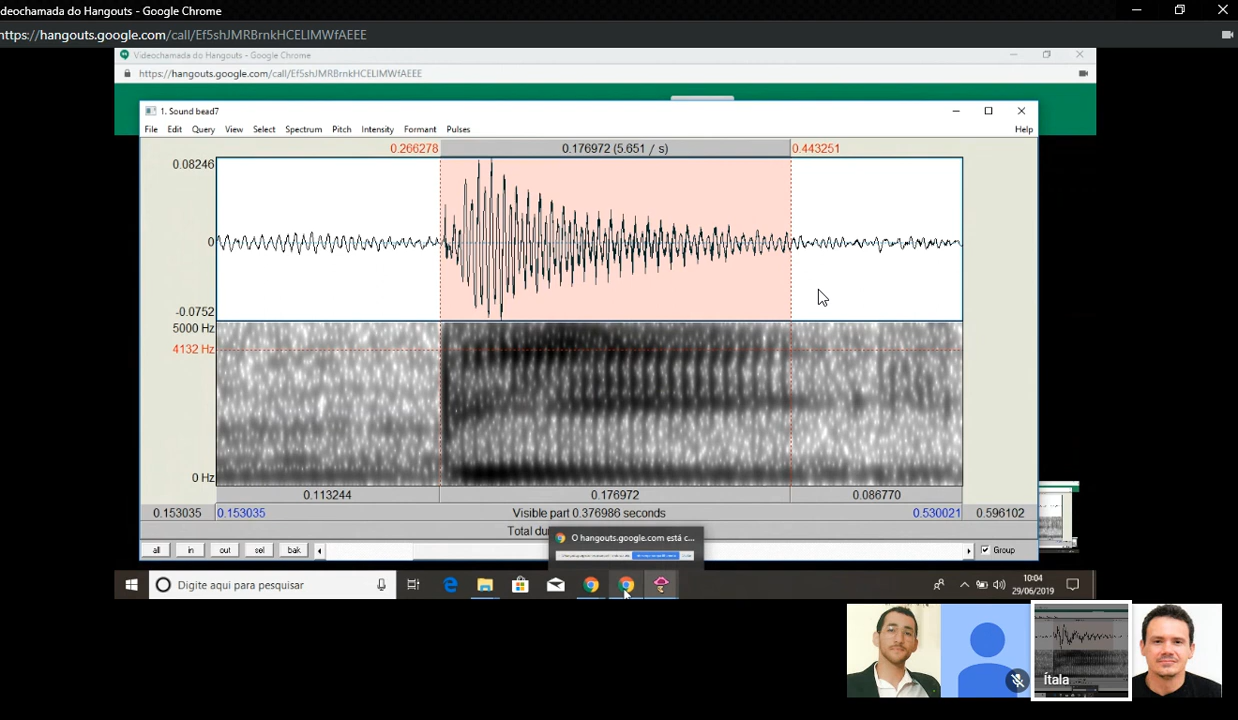 deochamada do Hangouts - Google Chrome
https://hangouts.google.com/call/Ef5shJMRBrnkHCELIMWfAEEE
Videochamada do Hangouts - Google Chrome
https://hangouts.google.com/call/Ef5shJMRBrnkHCELIMWfAEEE
1. Sound bead7
File Edit Query View Select Spectrum Pitch Intensity Formant Pulses Help
0.266278 0.176972 (5.651 / s) 0.443251
0.08246
0
-0.0752
5000 Hz
4132 Hz
0 Hz
0.113244 0.176972 0.086770
0.153035 0.153035 Visible part 0.376986 seconds 0.530021 0.596102
Total du
all in out sel bak Group
O hangouts.google.com está c...
Digite aqui para pesquisar
10:04
29/06/2019
Ítala